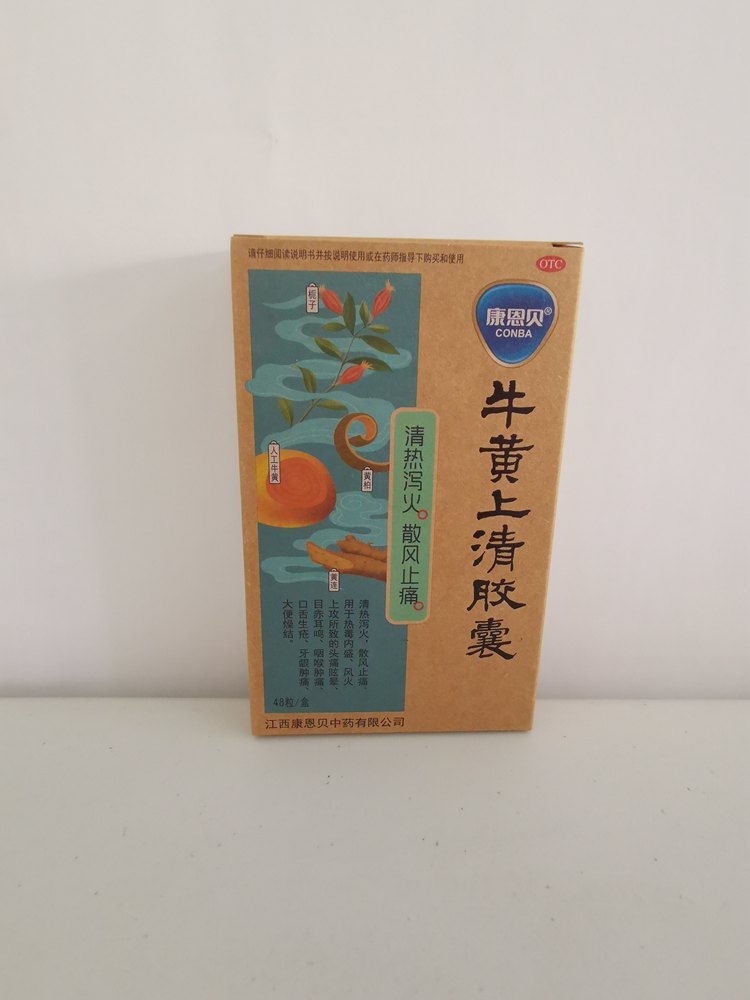 请仔细阅读说明书并按说明使用或在药师指导下购买和使用
OTC
康恩贝®
CONBA
牛黄上清胶囊
栀子
人工牛黄
黄柏
黄连
清热泻火。散风止痛。
清热泻火，散风止痛。
用于热毒内盛、风火
上攻所致的头痛眩晕、
目赤耳鸣、咽喉肿痛、
口舌生疮、牙龈肿痛、
大便燥结。
48粒/盒
江西康恩贝中药有限公司